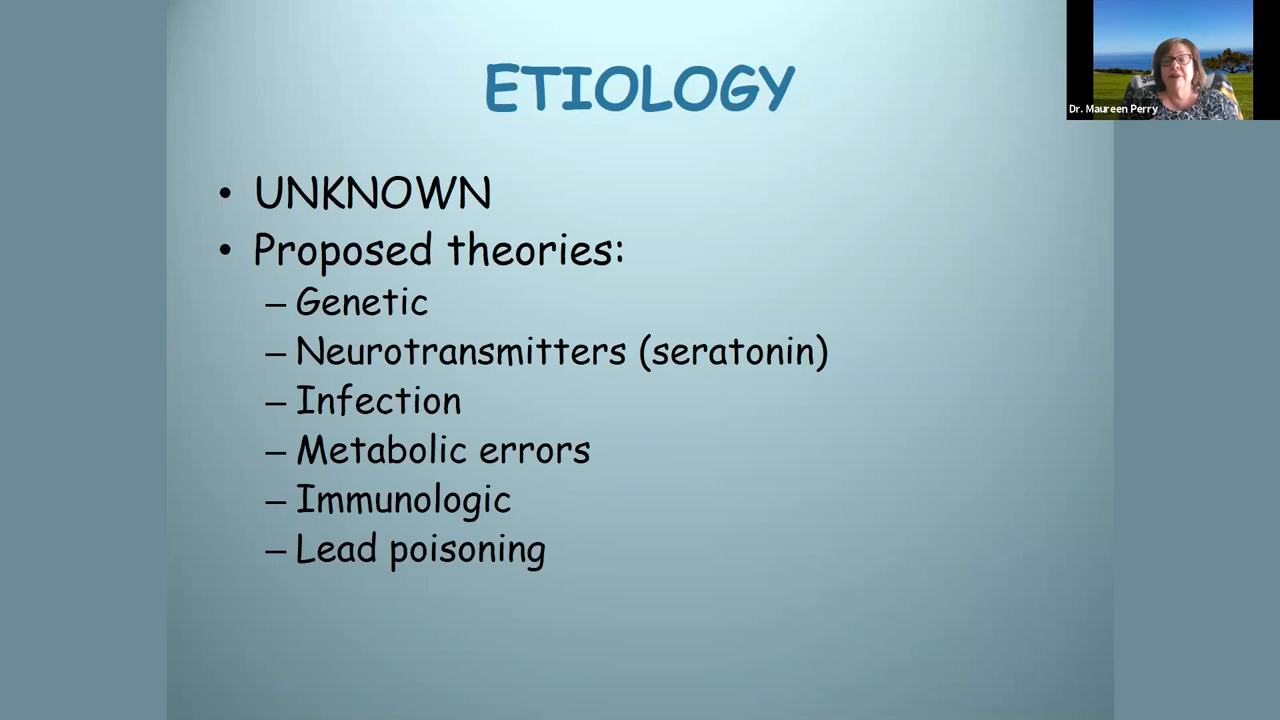 ETIOLOGY
Dr. Maureen Perry
• UNKNOWN
• Proposed theories:
– Genetic
– Neurotransmitters (seratonin)
– Infection
– Metabolic errors
– Immunologic
– Lead poisoning